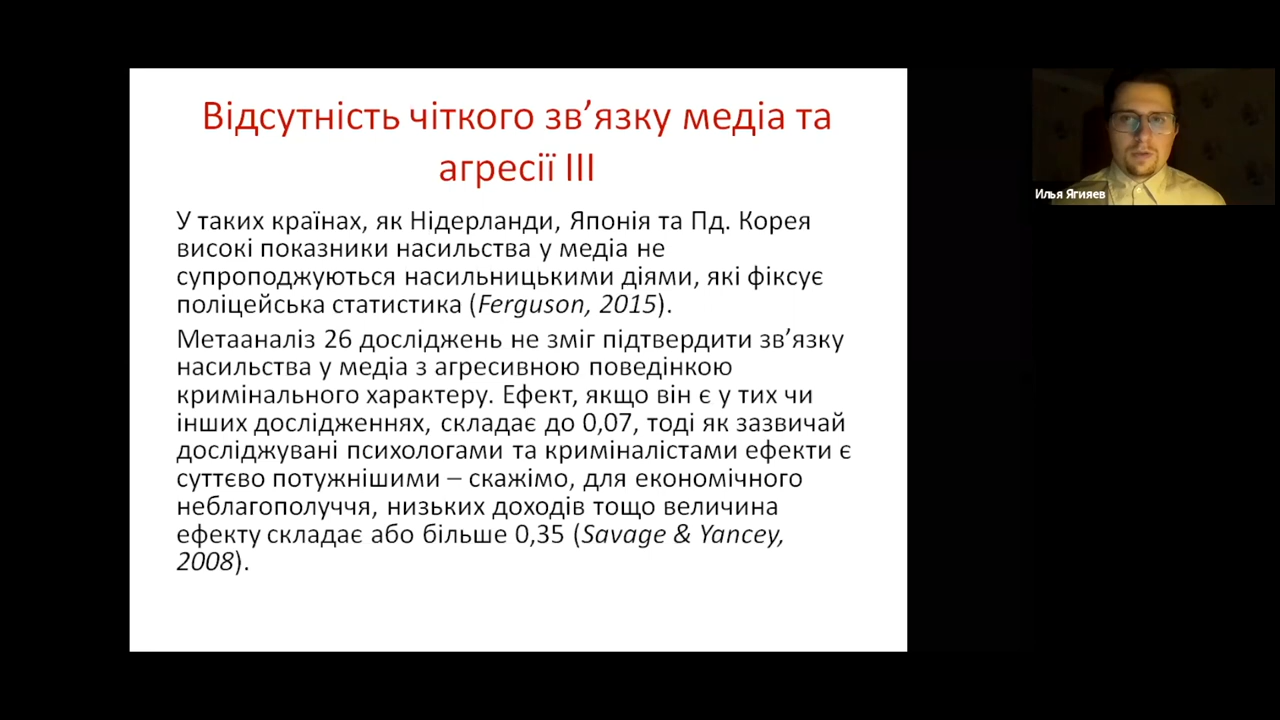 Відсутність чіткого зв’язку медіа та
агресії III
У таких країнах, як Нідерланди, Японія та Пд. Корея
високі показники насильства у медіа не
супроподжуються насильницькими діями, які фіксує
поліцейська статистика (Ferguson, 2015).
Метааналіз 26 досліджень не зміг підтвердити зв’язку
насильства у медіа з агресивною поведінкою
кримінального характеру. Ефект, якщо він є у тих чи
інших дослідженнях, складає до 0,07, тоді як зазвичай
досліджувані психологами та криміналістами ефекти є
суттєво потужнішими – скажімо, для економічного
неблагополуччя, низьких доходів тощо величина
ефекту складає або більше 0,35 (Savage & Yancey,
2008).
Илья Ягияев